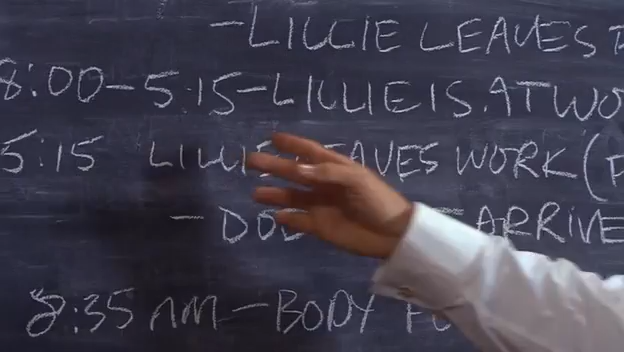 -LILLIE LEAVES
8:00-5:15-LILLIE IS AT WO
5:15 LILLIE LEAVES WORK (
- ARRIVE
8:35 AM-BODY